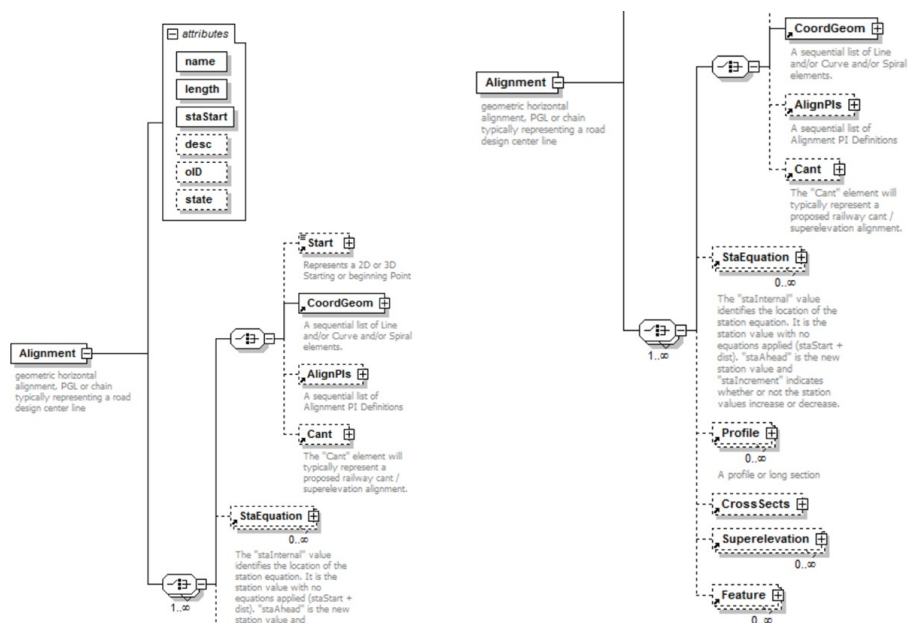 attributes
name
length
staStart
desc
oID
state
Start
Represents a 2D or 3D
Starting or beginning Point
CoordGeom
A sequential list of Line
and/or Curve and/or Spiral
elements.
Alignment
geometric horizontal
alignment, PGL or chain
typically representing a road
design center line
AlignPIs
A sequential list of
Alignment PI Definitions
Cant
The "Cant" element will
typically represent a
proposed railway cant /
superelevation alignment.
StaEquation
0..∞
The "staInternal" value
identifies the location of the
station equation. It is the
station value with no
equations applied (staStart +
dist). "staAhead" is the new
station value and
1..∞
CoordGeom
A sequential list of Line
and/or Curve and/or Spiral
elements.
Alignment
geometric horizontal
alignment, PGL or chain
typically representing a road
design center line
AlignPIs
A sequential list of
Alignment PI Definitions
Cant
The "Cant" element will
typically represent a
proposed railway cant /
superelevation alignment.
StaEquation
0..∞
The "staInternal" value
identifies the location of the
station equation. It is the
station value with no
equations applied (staStart +
dist). "staAhead" is the new
station value and
"staIncrement" indicates
whether or not the station
values increase or decrease.
1..∞
Profile
0..∞
A profile or long section
CrossSects
Superelevation
0..∞
Feature
0..∞